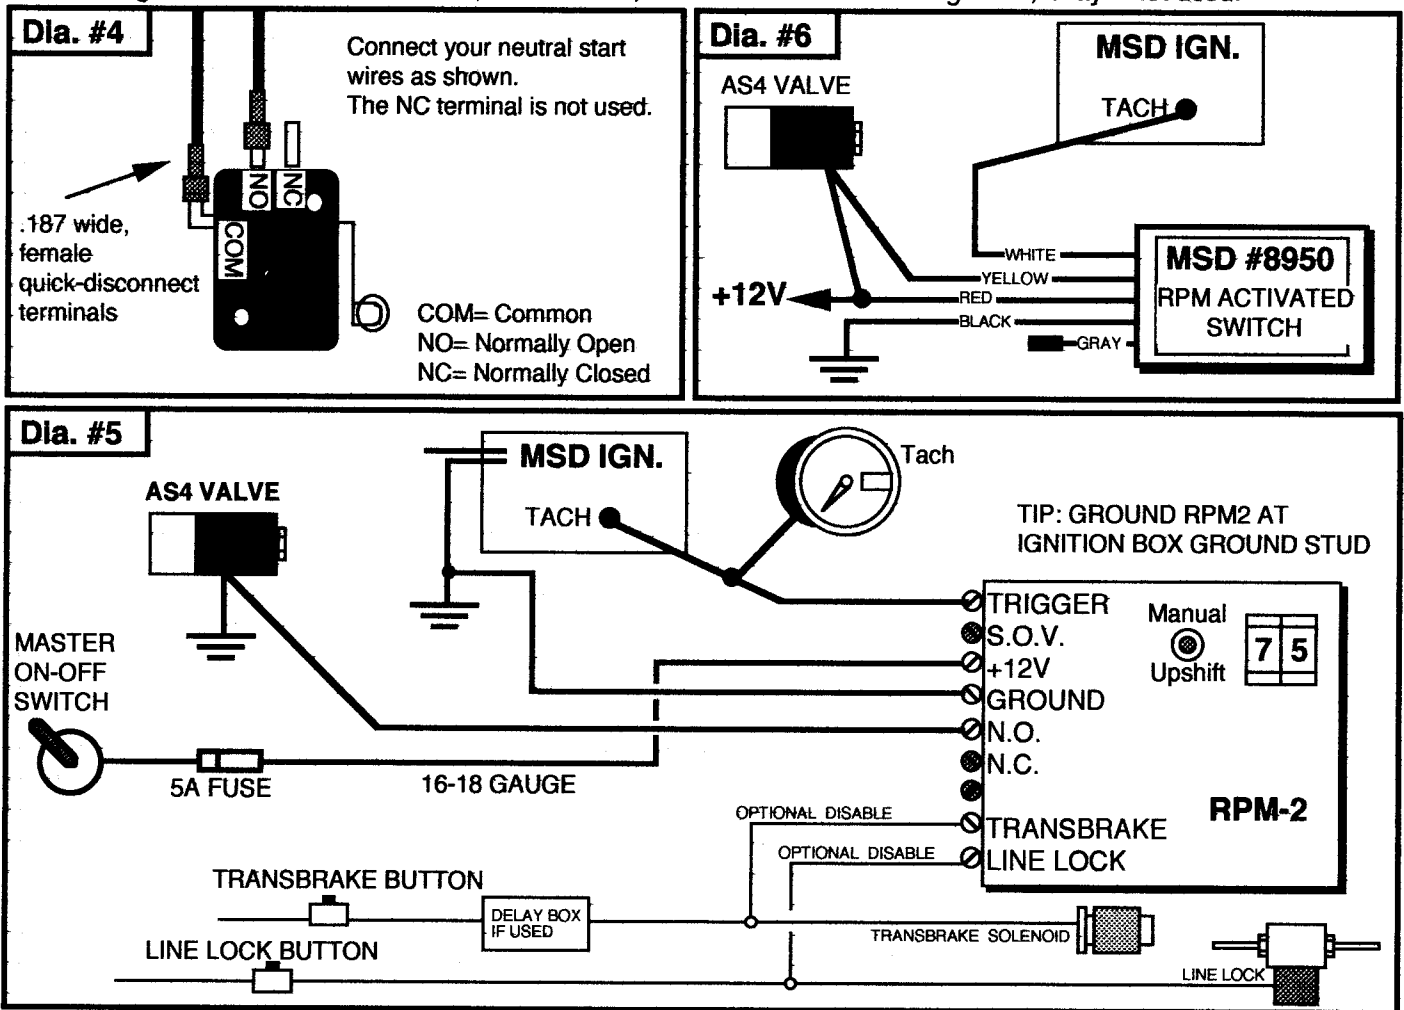 Dia. #4
Connect your neutral start
wires as shown.
The NC terminal is not used.
NO
NC
COM
.187 wide,
female
quick-disconnect
terminals
COM= Common
NO= Normally Open
NC= Normally Closed
Dia. #6
MSD IGN.
AS4 VALVE
TACH
WHITE
YELLOW
+12V
RED
BLACK
GRAY
MSD #8950
RPM ACTIVATED
SWITCH
Dia. #5
MSD IGN.
Tach
AS4 VALVE
TACH
TIP: GROUND RPM2 AT
IGNITION BOX GROUND STUD
MASTER
ON-OFF
SWITCH
TRIGGER
S.O.V.
+12V
GROUND
N.O.
N.C.
TRANSBRAKE
LINE LOCK
Manual
Upshift
7 5
RPM-2
5A FUSE
16-18 GAUGE
OPTIONAL DISABLE
OPTIONAL DISABLE
TRANSBRAKE BUTTON
DELAY BOX
IF USED
TRANSBRAKE SOLENOID
LINE LOCK BUTTON
LINE LOCK